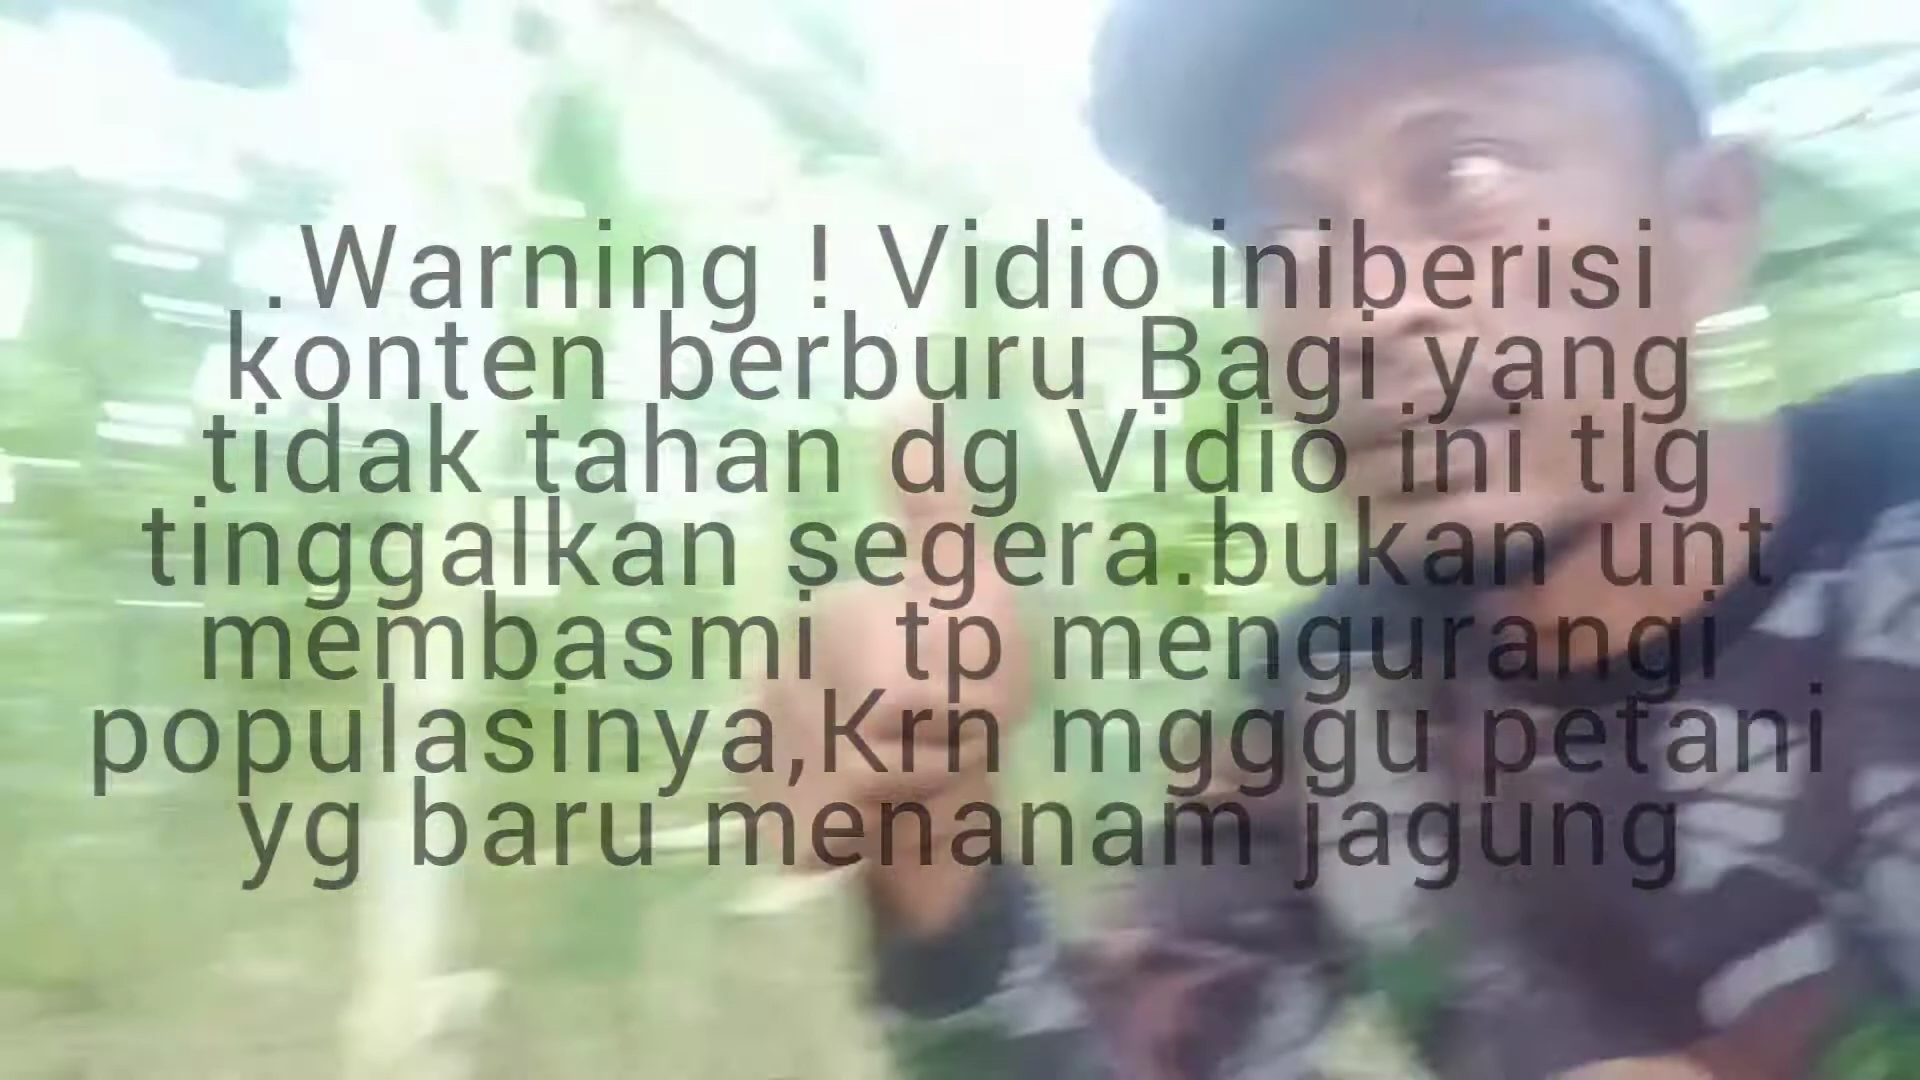 .Warning ! Vidio iniberisi
konten berburu Bagi yang
tidak tahan dg Vidio ini tlg
tinggalkan segera.bukan unt
membasmi  tp mengurangi
populasinya,Krn mgggu petani
yg baru menanam jagung